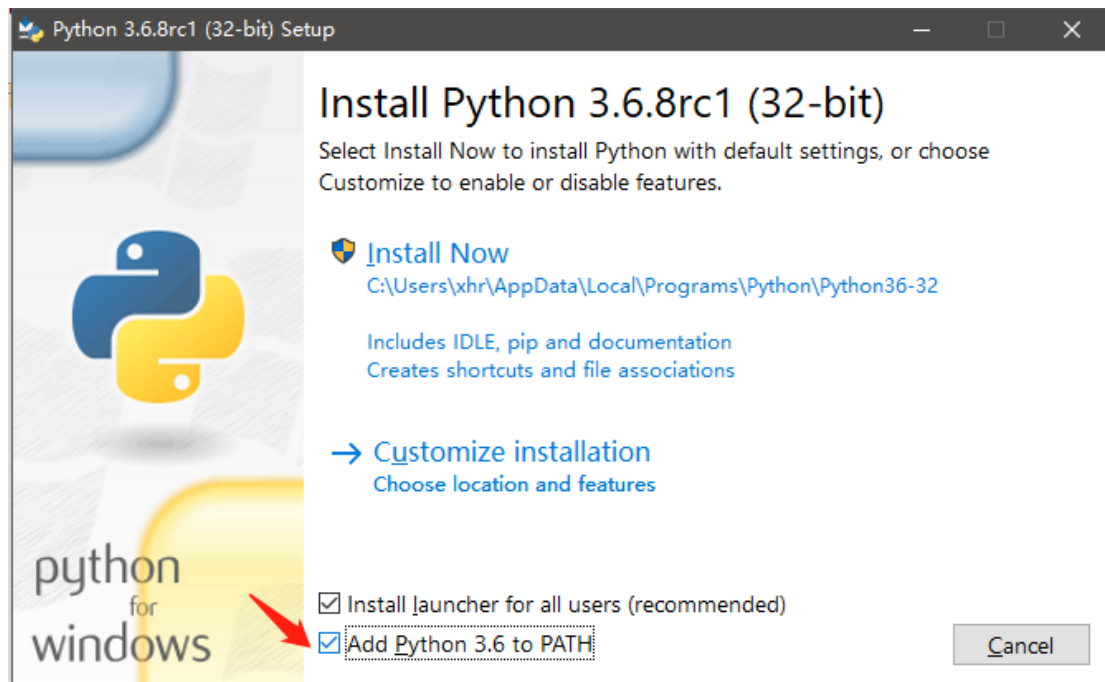 Python 3.6.8rc1 (32-bit) Setup
Install Python 3.6.8rc1 (32-bit)
Select Install Now to install Python with default settings, or choose
Customize to enable or disable features.
Install Now
C:\Users\xhr\AppData\Local\Programs\Python\Python36-32
Includes IDLE, pip and documentation
Creates shortcuts and file associations
Customize installation
Choose location and features
python
for
windows
Install launcher for all users (recommended)
Add Python 3.6 to PATH
Cancel